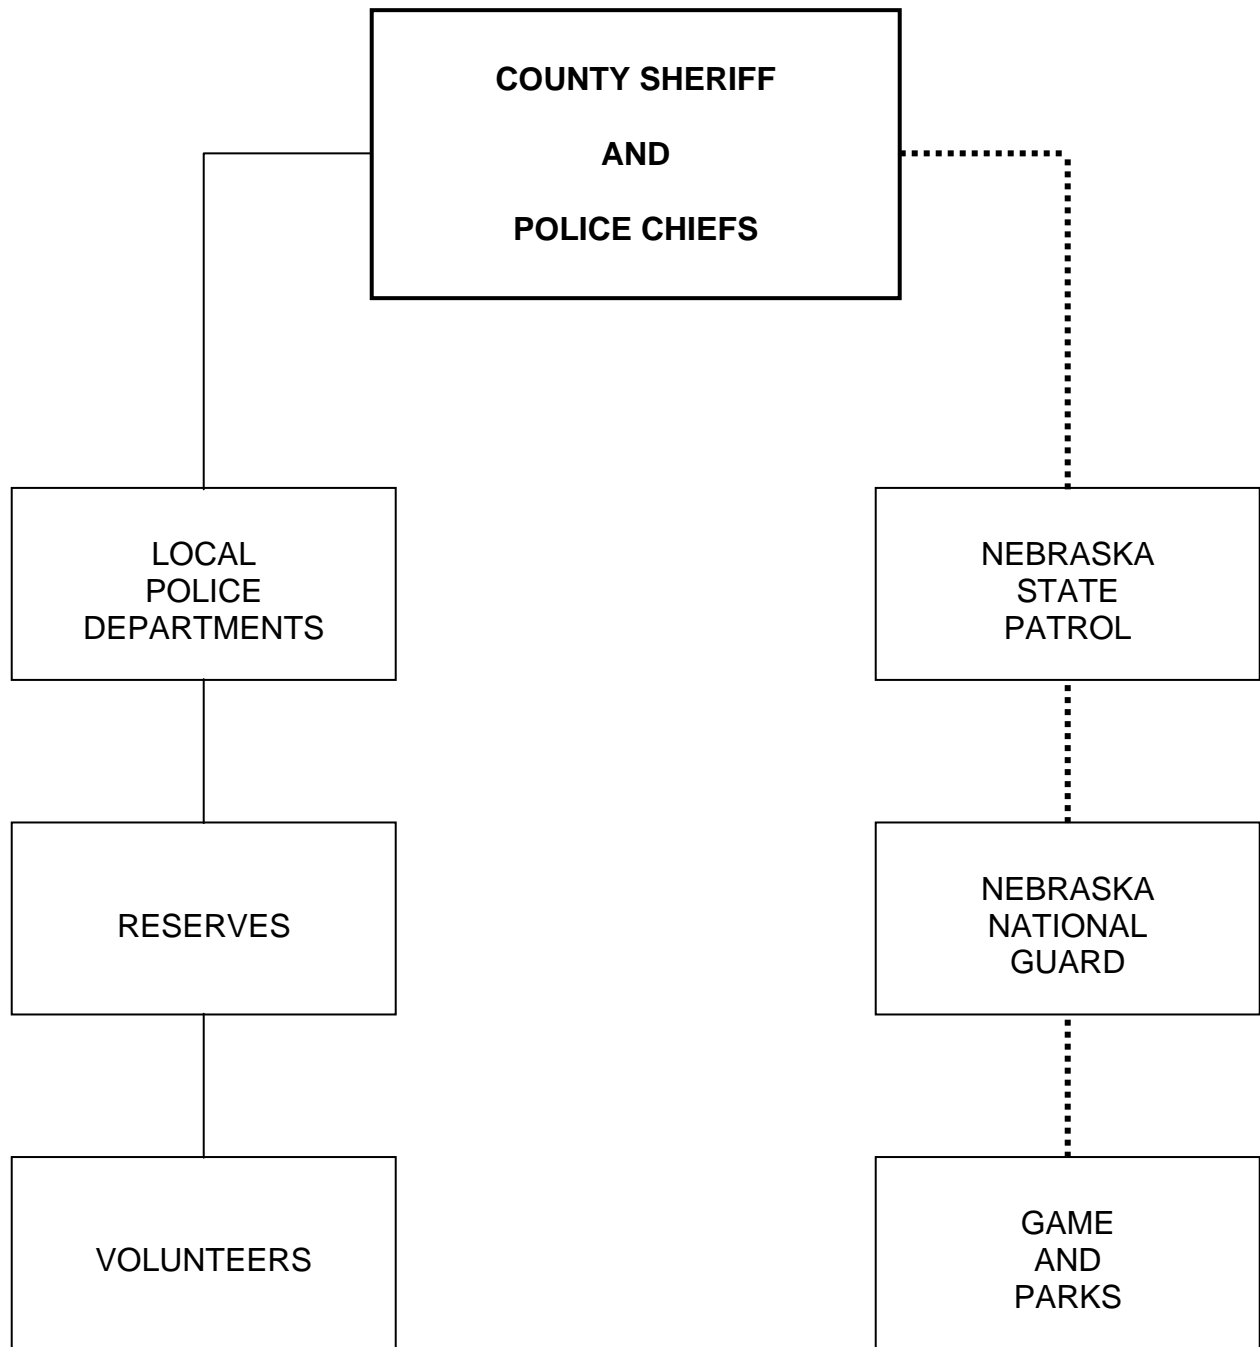 COUNTY SHERIFF
AND
POLICE CHIEFS
LOCAL
POLICE
DEPARTMENTS
NEBRASKA
STATE
PATROL
RESERVES
NEBRASKA
NATIONAL
GUARD
VOLUNTEERS
GAME
AND
PARKS